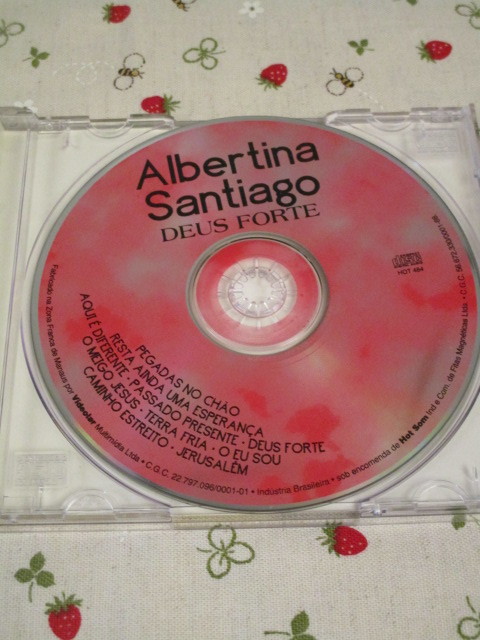 Albertina
Santiago
DEUS FORTE
HOT 484
PEGADAS NO CHÃO
RESTA AINDA UMA ESPERANÇA
AQUI É DIFERENTE · PASSADO PRESENTE · DEUS FORTE
O MEIGO JESUS · TERRA FRIA · O EU SOU
CAMINHO ESTREITO · JERUSALÉM
Fabricado na Zona Franca de Manaus por Videolar Multimídia Ltda • C.G.C. 22.797.096/0001-01 • Indústria Brasileira • sob encomenda de Hot Som Ind e Com. de Fitas Magnéticas Ltda • C.G.C.